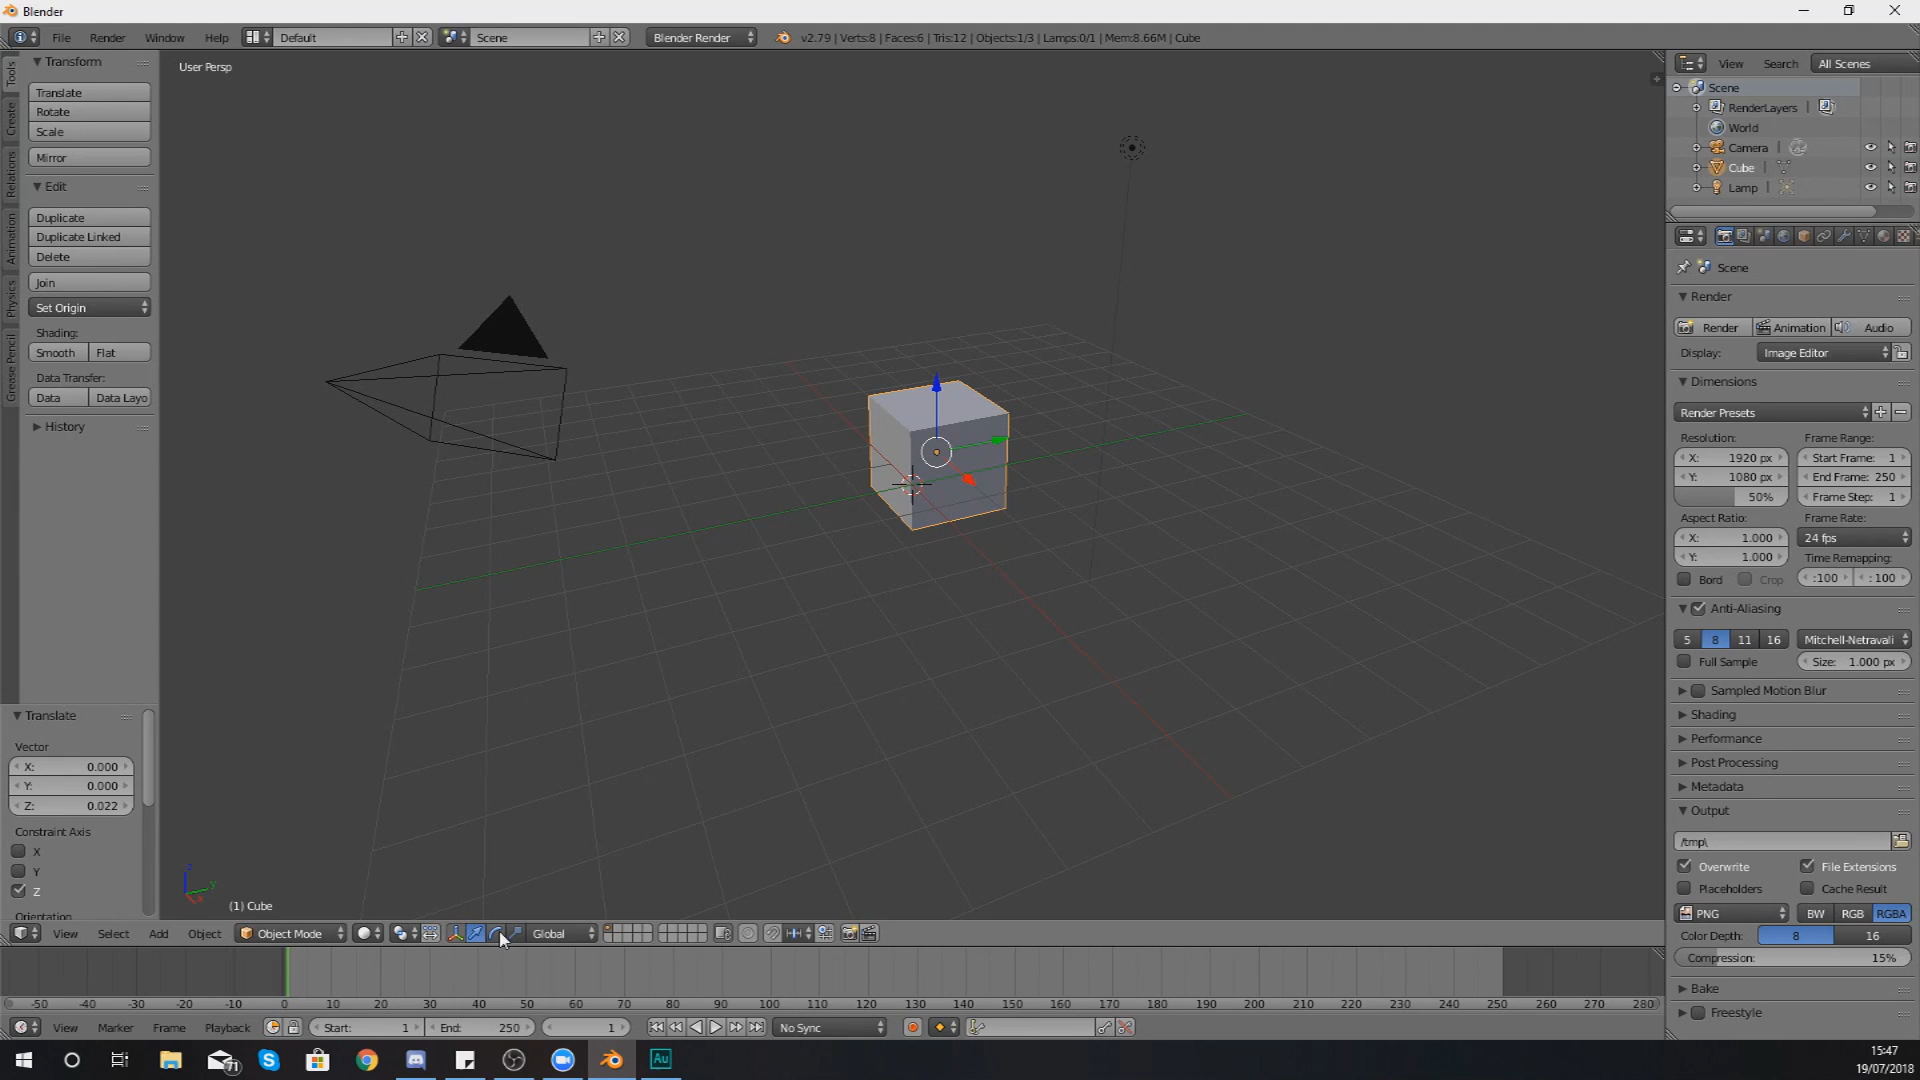 Blender
File Render Window Help Default Scene Blender Render v2.79 | Verts:8 | Faces:6 | Tris:12 | Objects:1/3 | Lamps:0/1 | Mem:8.66M | Cube
Tools
Create
Relations
Animation
Physics
Grease Pencil
Transform
Translate
Rotate
Scale
Mirror
Edit
Duplicate
Duplicate Linked
Delete
Join
Set Origin
Shading:
Smooth Flat
Data Transfer:
Data Data Layo
History
Translate
Vector
X: 0.000
Y: 0.000
Z: 0.022
Constraint Axis
X
Y
Z
Orientation
User Persp
z
y
x
(1) Cube
View Select Add Object Object Mode Global
View Search All Scenes
Scene
RenderLayers |
World
Camera |
Cube |
Lamp |
Scene
Render
Render Animation Audio
Display: Image Editor
Dimensions
Render Presets
Resolution: Frame Range:
X: 1920 px Start Frame: 1
Y: 1080 px End Frame: 250
50% Frame Step: 1
Aspect Ratio: Frame Rate:
X: 1.000 24 fps
Y: 1.000 Time Remapping:
Bord Crop :100 : 100
Anti-Aliasing
5 8 11 16 Mitchell-Netravali
Full Sample Size: 1.000 px
Sampled Motion Blur
Shading
Performance
Post Processing
Metadata
Output
/tmp\
Overwrite File Extensions
Placeholders Cache Result
PNG BW RGB RGBA
Color Depth: 8 16
Compression: 15%
Bake
Freestyle
-50 -40 -30 -20 -10 0 10 20 30 40 50 60 70 80 90 100 110 120 130 140 150 160 170 180 190 200 210 220 230 240 250 260 270 280
View Marker Frame Playback Start: 1 End: 250 1 No Sync
71 Au
15:47
19/07/2018